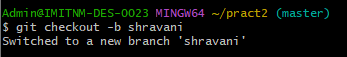 Admin@IMITNM-DES-0023 MINGW64 ~/pract2 (master)
$ git checkout -b shravani
Switched to a new branch 'shravani'